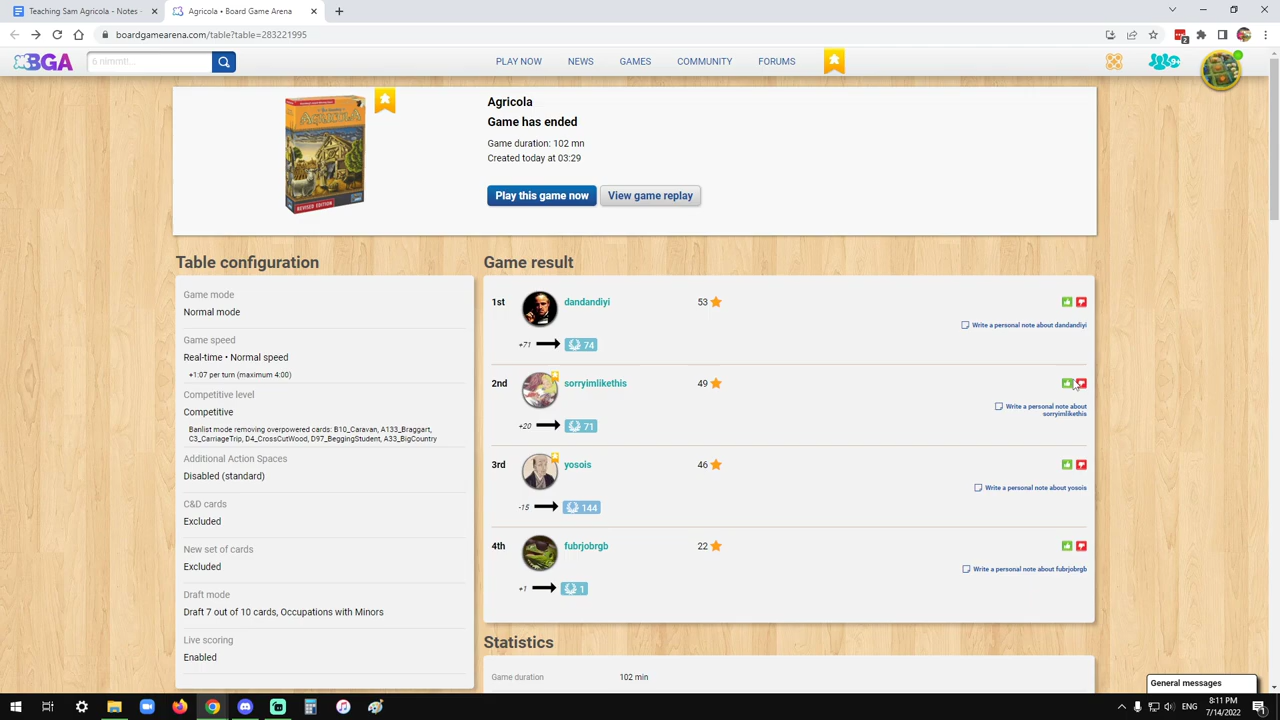 Teaching Sam Agricola - Notes -
Agricola • Board Game Arena
boardgamearena.com/table?table=283221995
2
BGA
6 nimmt!...
PLAY NOW
NEWS
GAMES
COMMUNITY
FORUMS
9+
AGRICOLA
REVISED EDITION
Agricola
Game has ended
Game duration: 102 mn
Created today at 03:29
Play this game now
View game replay
Table configuration
Game mode
Normal mode
Game speed
Real-time • Normal speed
+1:07 per turn (maximum 4:00)
Competitive level
Competitive
Banlist mode removing overpowered cards: B10_Caravan, A133_Braggart,
C3_CarriageTrip, D4_CrossCutWood, D97_BeggingStudent, A33_BigCountry
Additional Action Spaces
Disabled (standard)
C&D cards
Excluded
New set of cards
Excluded
Draft mode
Draft 7 out of 10 cards, Occupations with Minors
Live scoring
Enabled
Game result
1st dandandiyi 53
Write a personal note about dandandiyi
+71 74
2nd sorryimlikethis 49
Write a personal note about
sorryimlikethis
+20 71
3rd yosois 46
Write a personal note about yosois
-15 144
4th fubrjobrgb 22
Write a personal note about fubrjobrgb
+1 1
Statistics
Game duration 102 min
General messages
ENG
8:11 PM
7/14/2022
1